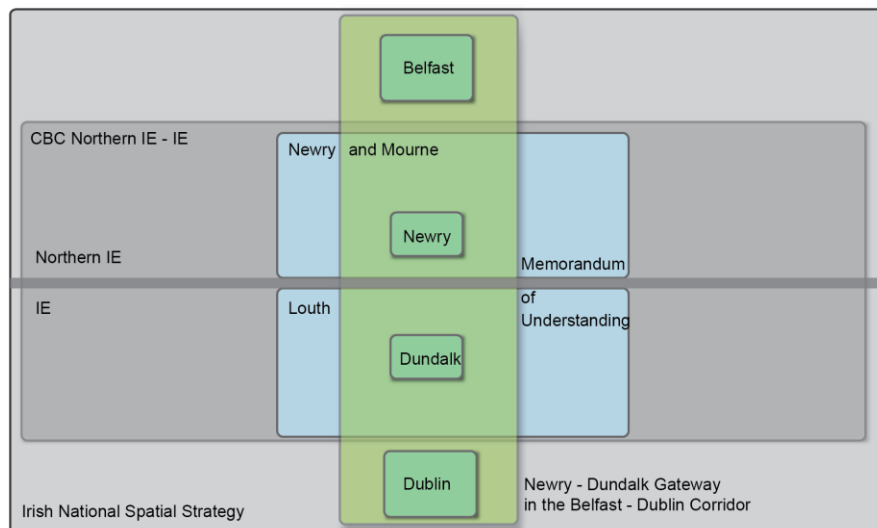 Belfast
CBC Northern IE - IE
Newry and Mourne
Newry
Northern IE
Memorandum
IE
Louth
of
Understanding
Dundalk
Dublin
Newry - Dundalk Gateway
in the Belfast - Dublin Corridor
Irish National Spatial Strategy